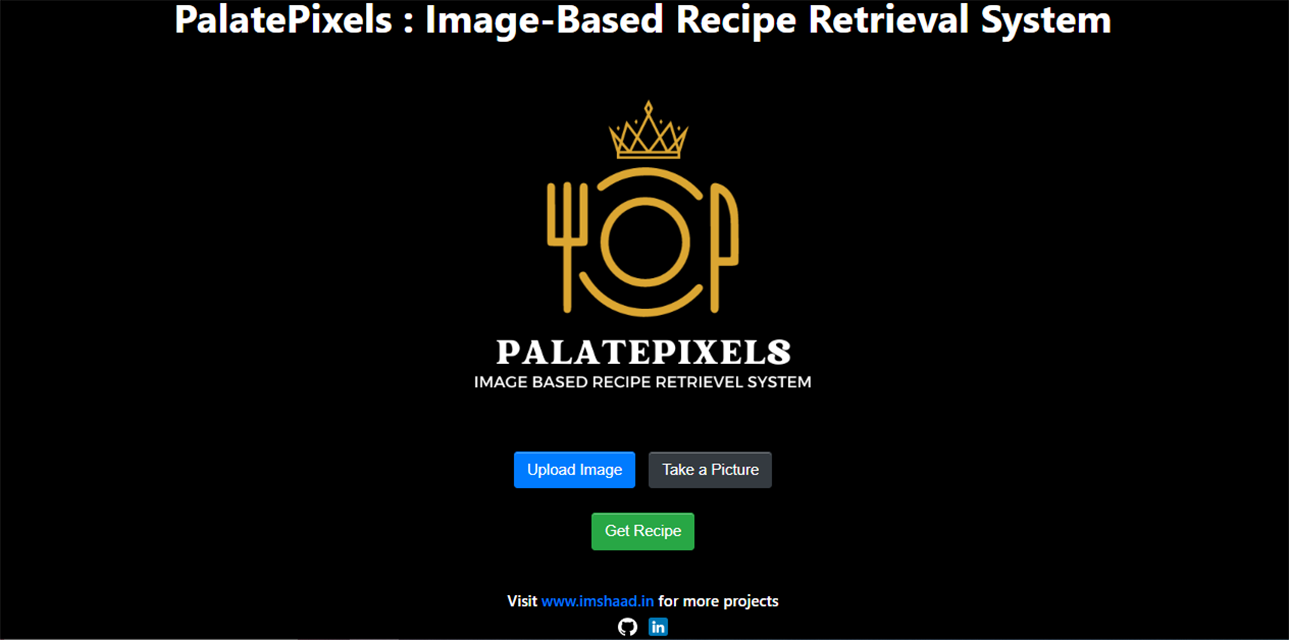 PalatePixels : Image-Based Recipe Retrieval System
PALATEPIXELS
IMAGE BASED RECIPE RETRIEVEL SYSTEM
Upload Image Take a Picture
Get Recipe
Visit www.imshaad.in for more projects
in